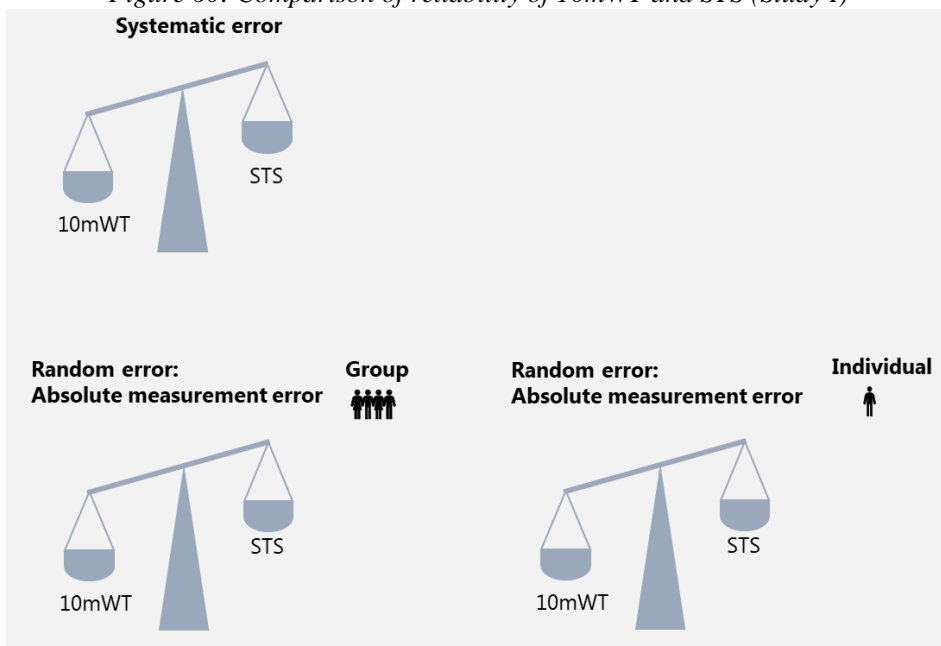 Figure 60: Comparison of reliability of 10mWT and STS (Study I)
Systematic error
STS
10mWT
Random error:
Absolute measurement error
Group
Random error:
Absolute measurement error
Individual
STS
10mWT
STS
10mWT